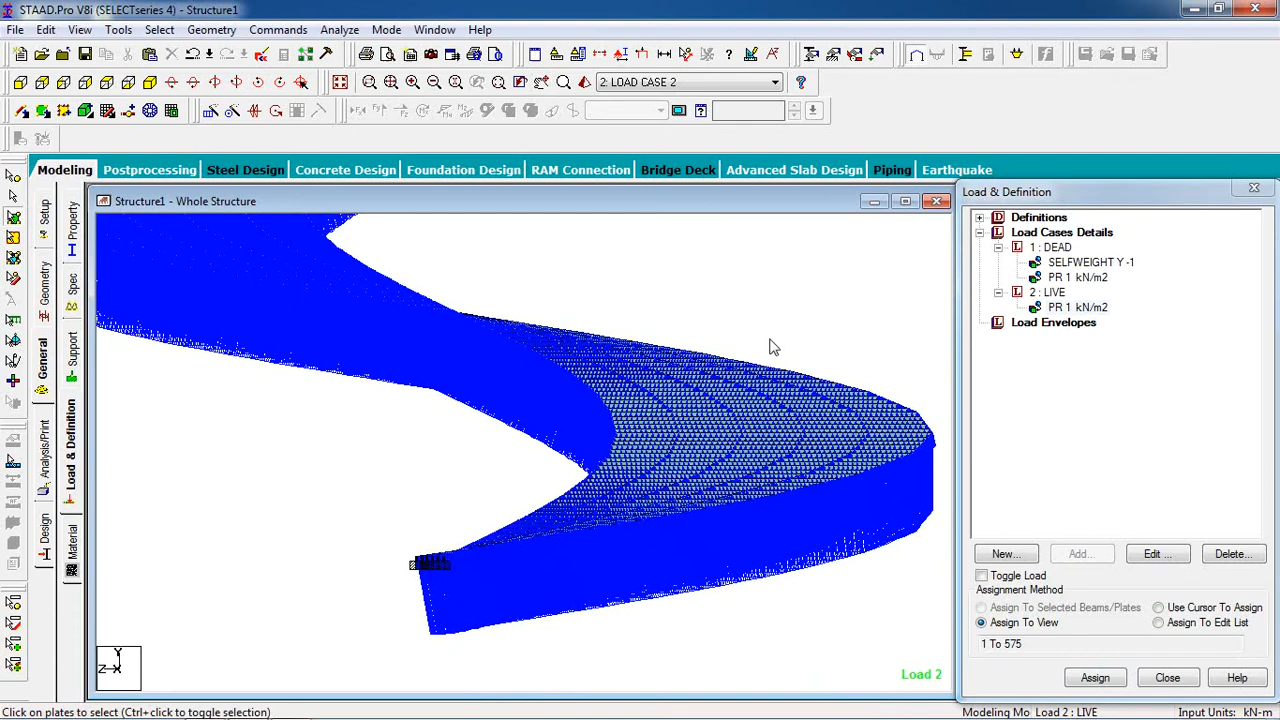 STAAD.Pro V8i (SELECTseries 4) - Structure1
File Edit View Tools Select Geometry Commands Analyze Mode Window Help
2: LOAD CASE 2
Modeling Postprocessing Steel Design Concrete Design Foundation Design RAM Connection Bridge Deck Advanced Slab Design Piping Earthquake
Setup
Geometry
General
Analysis/Print
Design
Property
Spec
Support
Load & Definition
Material
Structure1 - Whole Structure
Y
Z X
Load 2
Load & Definition
Definitions
Load Cases Details
1 : DEAD
SELFWEIGHT Y -1
PR 1 kN/m2
2 : LIVE
PR 1 kN/m2
Load Envelopes
New... Add... Edit ... Delete...
Toggle Load
Assignment Method
Assign To Selected Beams/Plates Use Cursor To Assign
Assign To View Assign To Edit List
1 To 575
Assign Close Help
Click on plates to select (Ctrl+click to toggle selection) Modeling Mo Load 2 : LIVE Input Units: kN-m